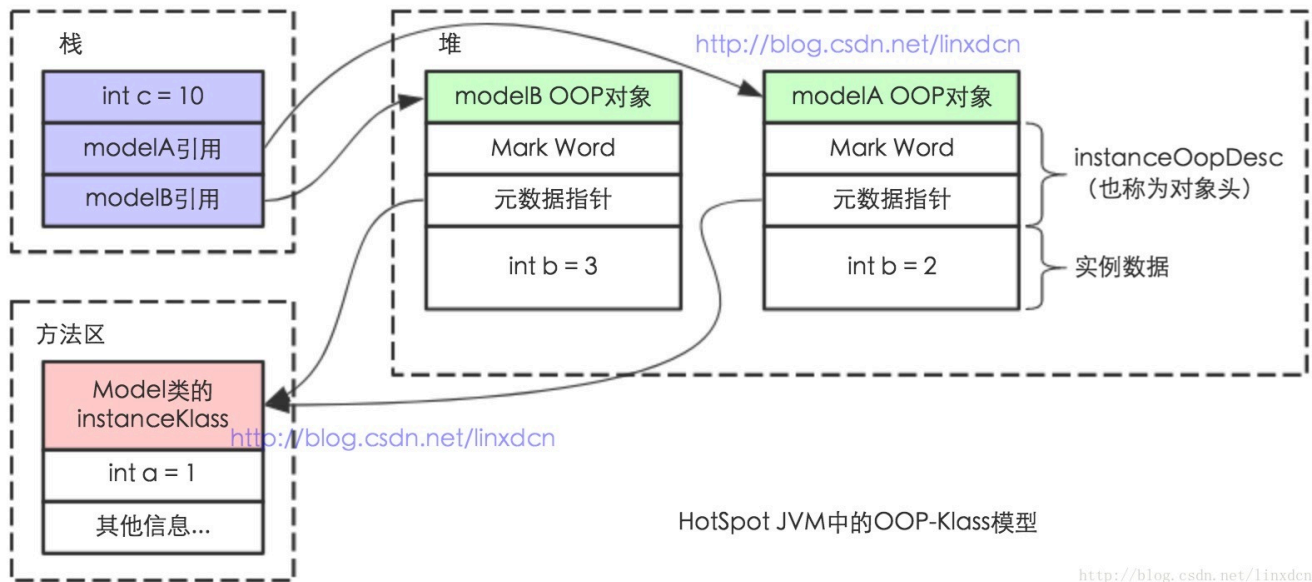 栈
int c = 10
modelA引用
modelB引用
堆
http://blog.csdn.net/linxdcn
modelB OOP对象
Mark Word
元数据指针
int b = 3
modelA OOP对象
Mark Word
元数据指针
int b = 2
instanceOopDesc
（也称为对象头）
实例数据
方法区
Model类的
instanceKlass
int a = 1
其他信息...
http://blog.csdn.net/linxdcn
HotSpot JVM中的OOP-Klass模型
http://blog.csdn.net/linxdcn